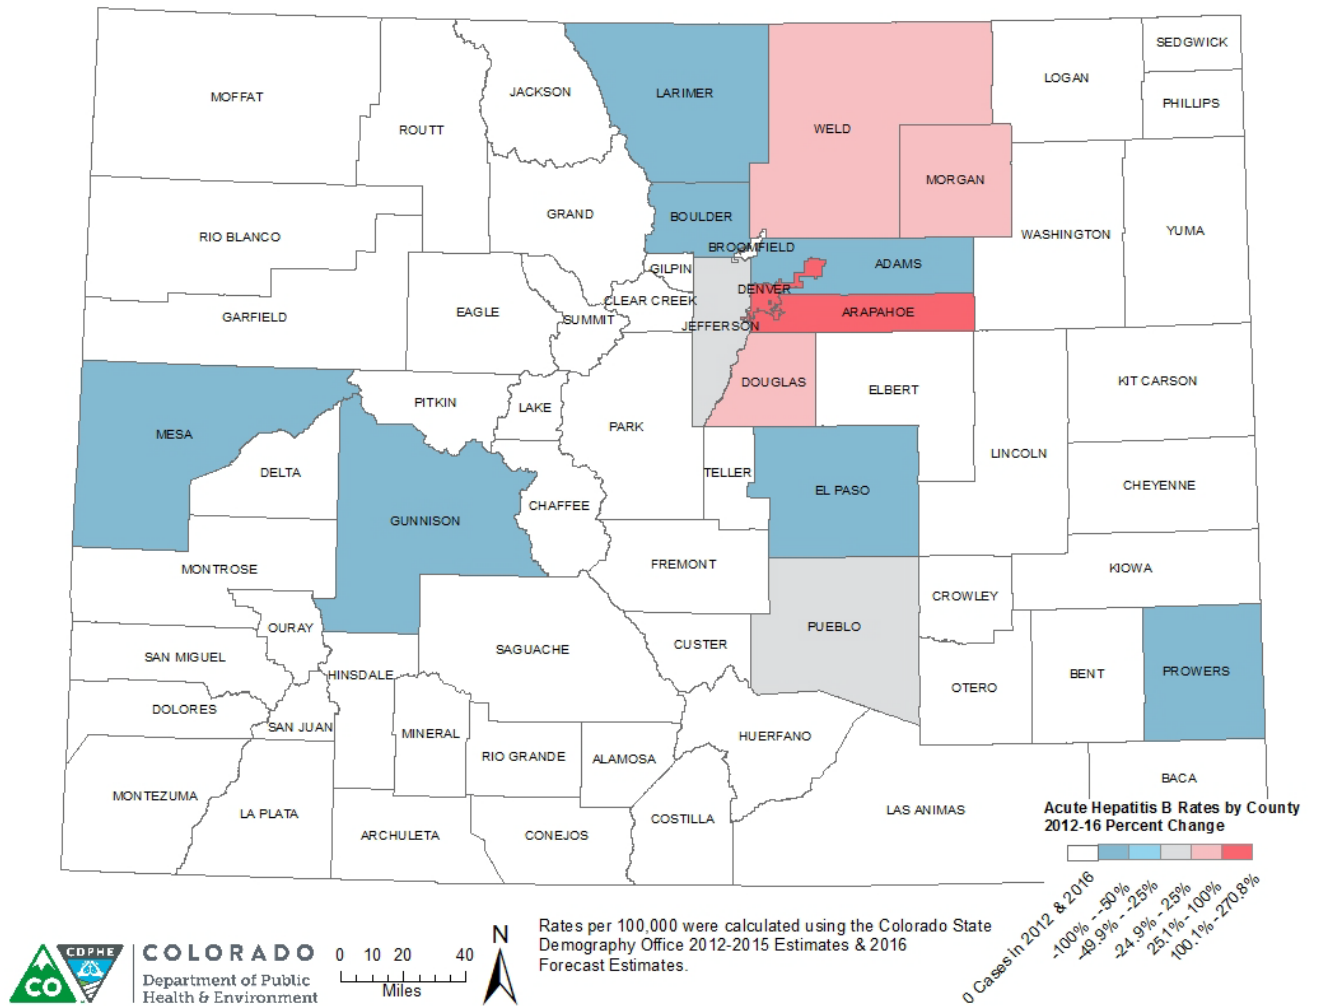 SEDGWICK
LOGAN
MOFFAT
JACKSON
LARIMER
PHILLIPS
ROUTT
WELD
MORGAN
GRAND
BOULDER
RIO BLANCO
WASHINGTON
YUMA
BROOMFIELD
GILPIN
ADAMS
DENVER
CLEAR CREEK
GARFIELD
EAGLE
SUMMIT
JEFFERSON
ARAPAHOE
DOUGLAS
ELBERT
KIT CARSON
PITKIN
LAKE
PARK
MESA
DELTA
TELLER
LINCOLN
EL PASO
CHEYENNE
CHAFFEE
GUNNISON
MONTROSE
FREMONT
KIOWA
CROWLEY
OURAY
PUEBLO
CUSTER
SAGUACHE
SAN MIGUEL
HINSDALE
BENT
PROWERS
OTERO
DOLORES
SAN JUAN
MINERAL
HUERFANO
RIO GRANDE
ALAMOSA
BACA
MONTEZUMA
LA PLATA
ARCHULETA
CONEJOS
COSTILLA
LAS ANIMAS
Acute Hepatitis B Rates by County
2012-16 Percent Change
0 Cases in 2012 & 2016
-100% - -50%
-49.9% - -25%
-24.9% - 25%
25.1% - 100%
100.1% - 270.8%
CDPHE
CO
COLORADO
Department of Public
Health & Environment
0 10 20 40
Miles
N
Rates per 100,000 were calculated using the Colorado State
Demography Office 2012-2015 Estimates & 2016
Forecast Estimates.